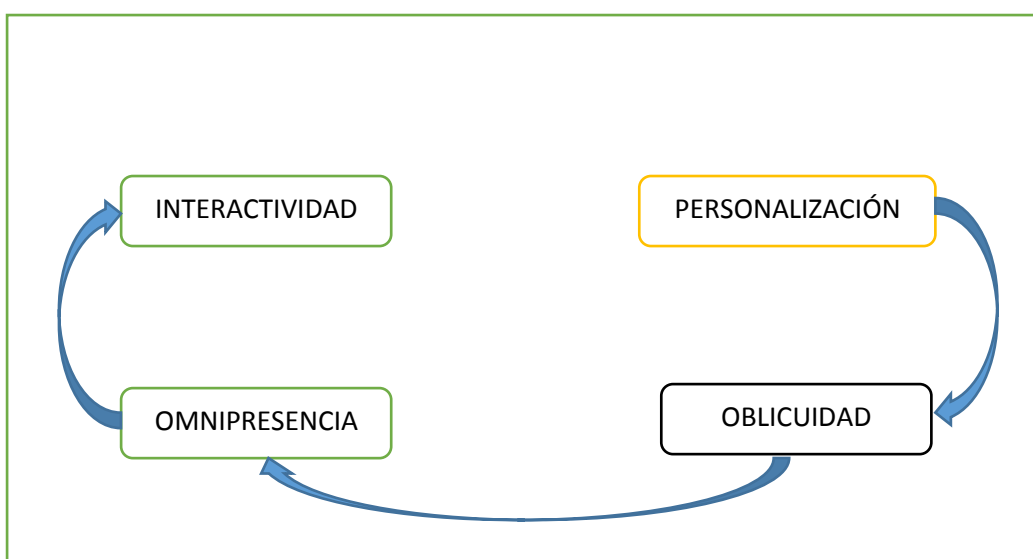 INTERACTIVIDAD
PERSONALIZACIÓN
OMNIPRESENCIA
OBLICUIDAD